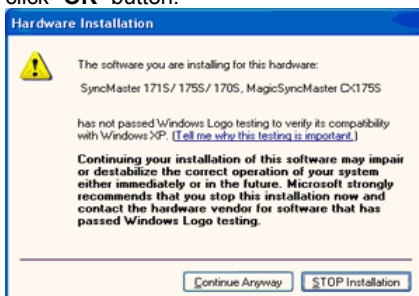 click "OK" button.
Hardware Installation
The software you are installing for this hardware:
SyncMaster 171S/ 175S/ 170S, MagicSyncMaster CX175S
has not passed Windows Logo testing to verify its compatibility
with Windows XP. (Tell me why this testing is important.)
Continuing your installation of this software may impair
or destabilize the correct operation of your system
either immediately or in the future. Microsoft strongly
recommends that you stop this installation now and
contact the hardware vendor for software that has
passed Windows Logo testing.
Continue Anyway
STOP Installation